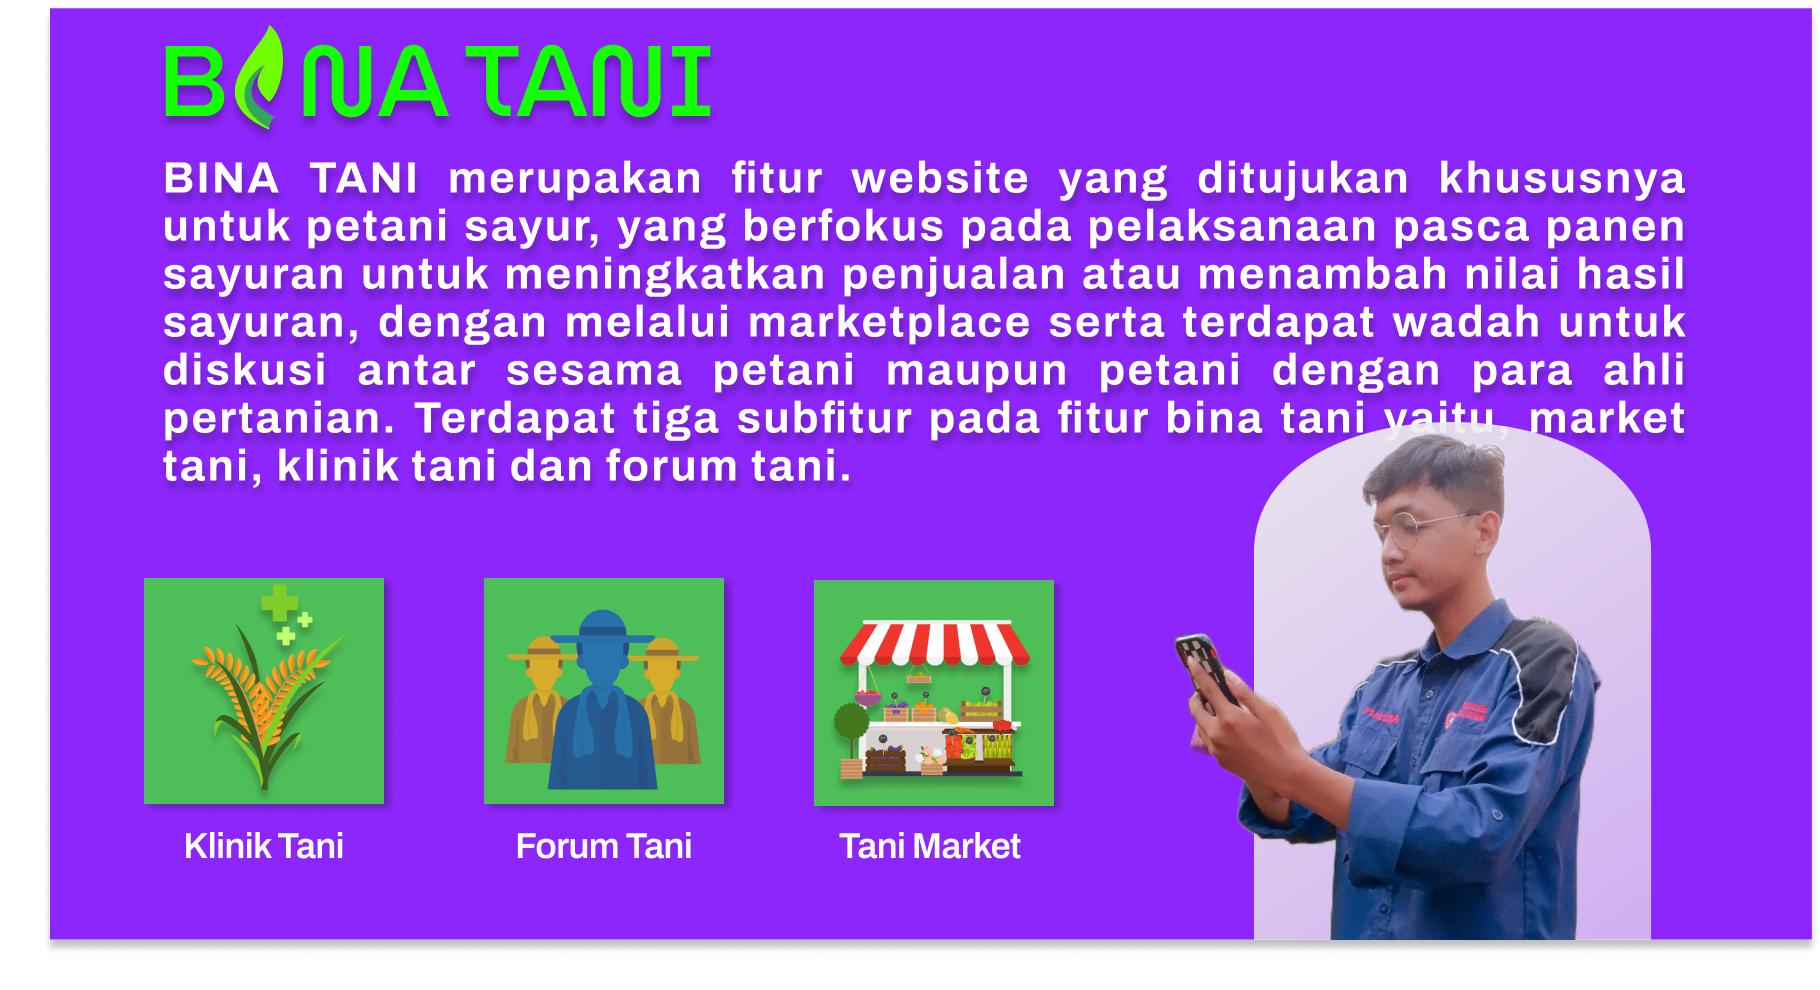 BINA TANI
BINA TANI merupakan fitur website yang ditujukan khususnya
untuk petani sayur, yang berfokus pada pelaksanaan pasca panen
sayuran untuk meningkatkan penjualan atau menambah nilai hasil
sayuran, dengan melalui marketplace serta terdapat wadah untuk
diskusi antar sesama petani maupun petani dengan para ahli
pertanian. Terdapat tiga subfitur pada fitur bina tani yaitu, market
tani, klinik tani dan forum tani.
Klinik Tani
Forum Tani
Tani Market